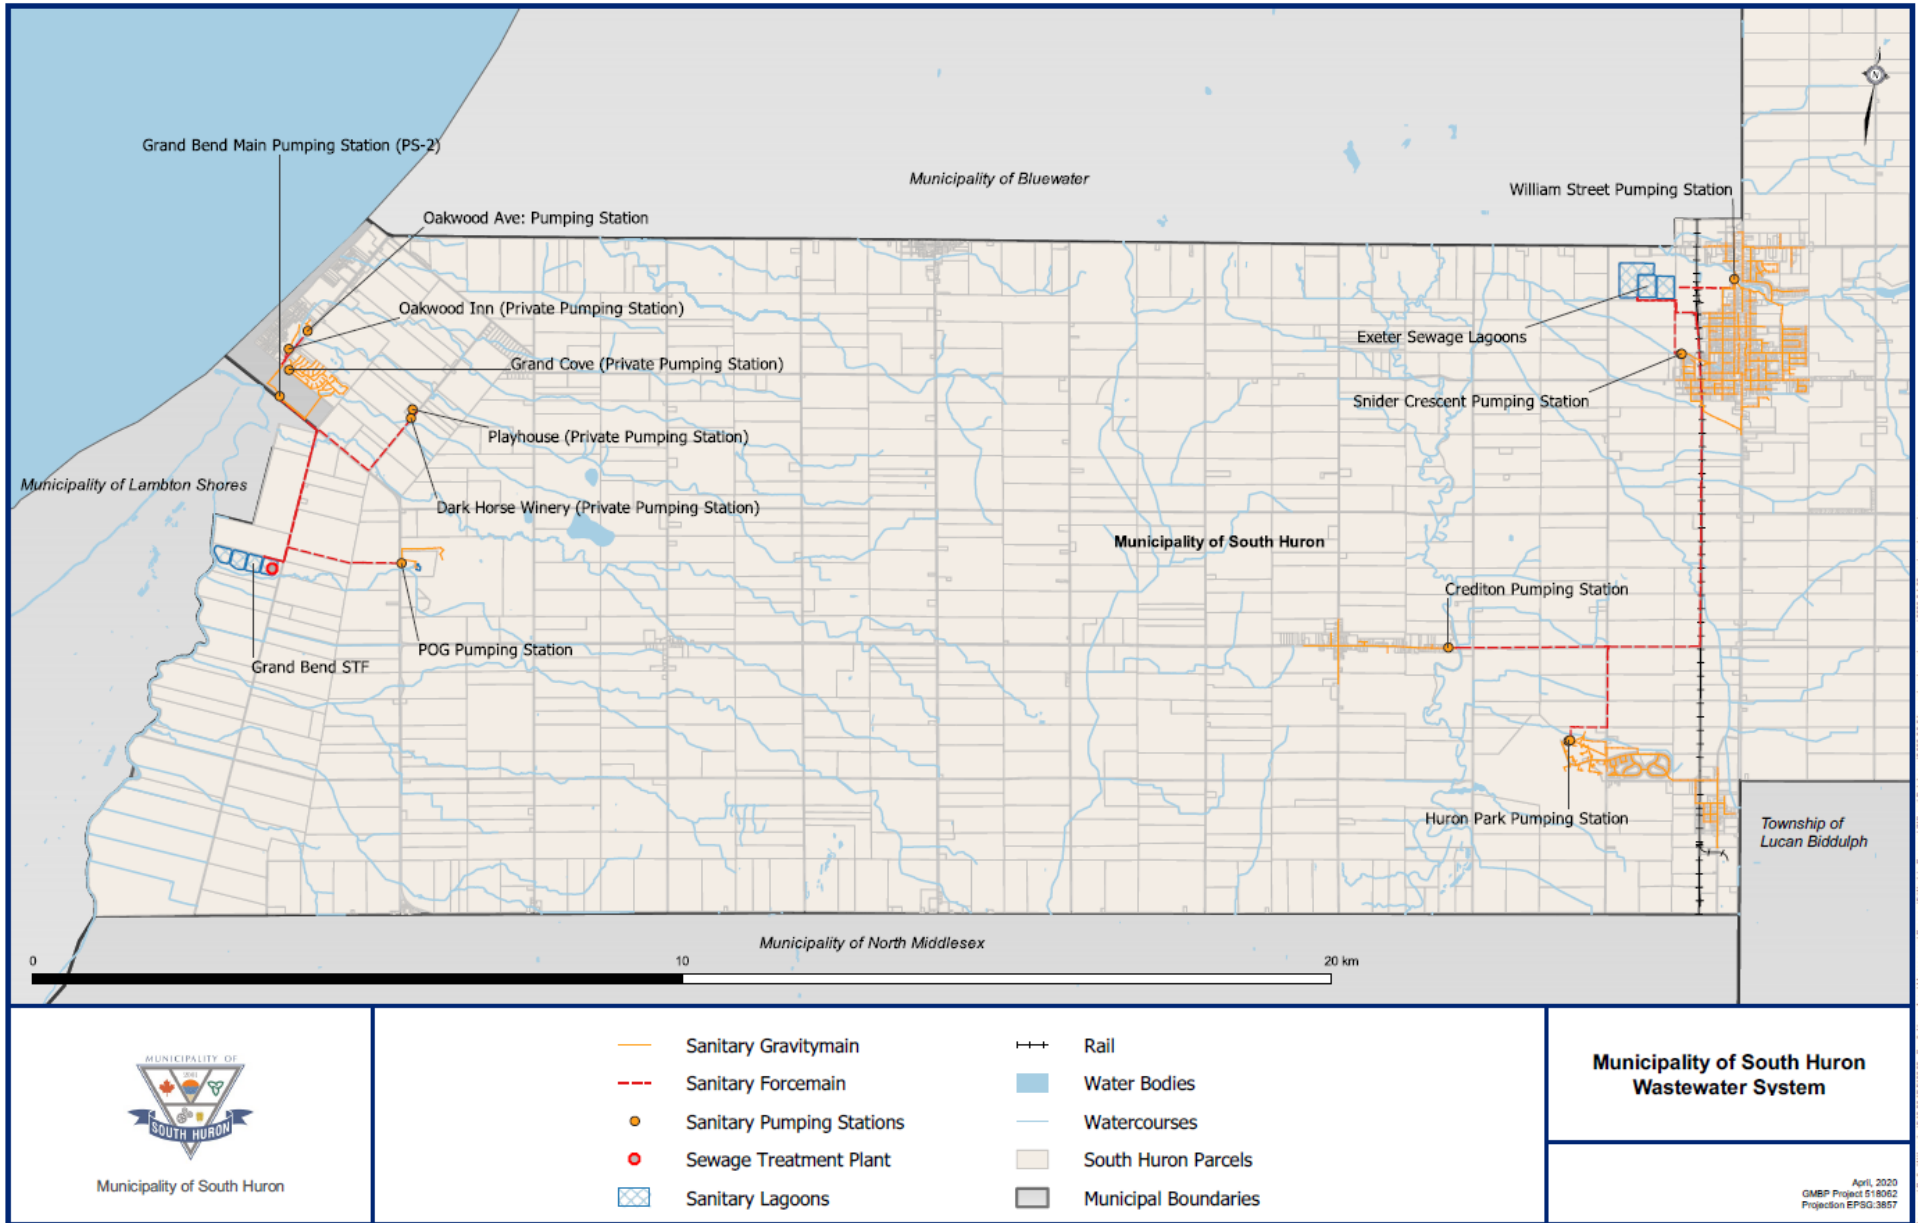 Grand Bend Main Pumping Station (PS-2)
Municipality of Bluewater
William Street Pumping Station
Oakwood Ave: Pumping Station
Oakwood Inn (Private Pumping Station)
Exeter Sewage Lagoons
Grand Cove (Private Pumping Station)
Snider Crescent Pumping Station
Playhouse (Private Pumping Station)
Municipality of Lambton Shores
Dark Horse Winery (Private Pumping Station)
Municipality of South Huron
Crediton Pumping Station
POG Pumping Station
Grand Bend STF
Huron Park Pumping Station
Township of
Lucan Biddulph
Municipality of North Middlesex
0 10 20 km
N
MUNICIPALITY OF
2001
SOUTH HURON
Municipality of South Huron
Sanitary Gravitymain
Sanitary Forcemain
Sanitary Pumping Stations
Sewage Treatment Plant
Sanitary Lagoons
Rail
Water Bodies
Watercourses
South Huron Parcels
Municipal Boundaries
Municipality of South Huron
Wastewater System
April, 2020
GMBP Project 518062
Projection EPSG:3857